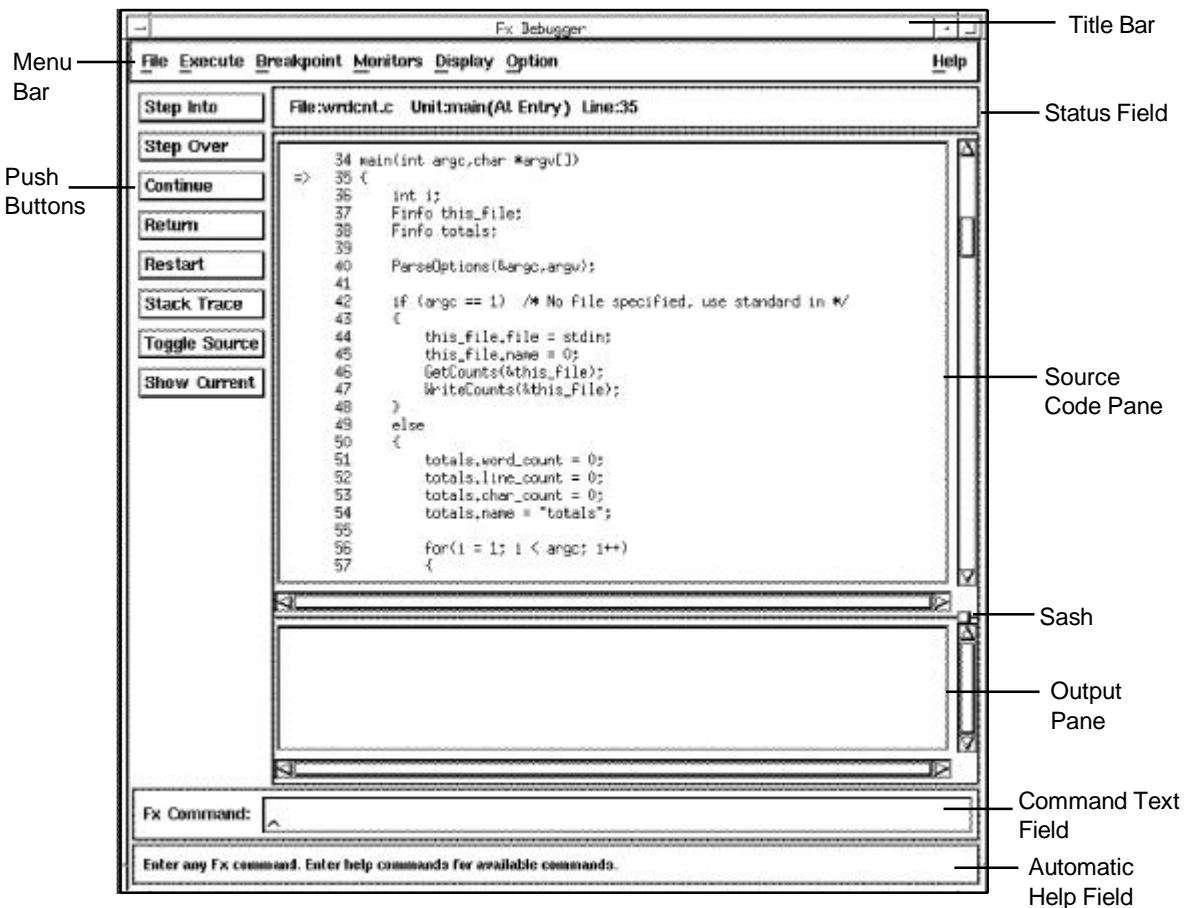 Fx Debugger
Title Bar
Menu
Bar
File Execute Breakpoint Monitors Display Option Help
Step Into
File:wrdcnt.c Unit:main(At Entry) Line:35
Status Field
Step Over
Push
Buttons
Continue
Return
Restart
Stack Trace
Toggle Source
Show Current
34 main(int argc,char *argv[])
=> 35 {
36 int i;
37 Finfo this_file;
38 Finfo totals;
39
40 ParseOptions(&argc,argv);
41
42 if (argc == 1) /* No file specified, use standard in */
43 {
44 this_file.file = stdin;
45 this_file.name = 0;
46 GetCounts(&this_file);
47 WriteCounts(&this_file);
48 }
49 else
50 {
51 totals.word_count = 0;
52 totals.line_count = 0;
53 totals.char_count = 0;
54 totals.name = "totals";
55
56 for(i = 1; i < argc; i++)
57 {
Source
Code Pane
Sash
Output
Pane
Fx Command:
Command Text
Field
Enter any Fx command. Enter help commands for available commands.
Automatic
Help Field